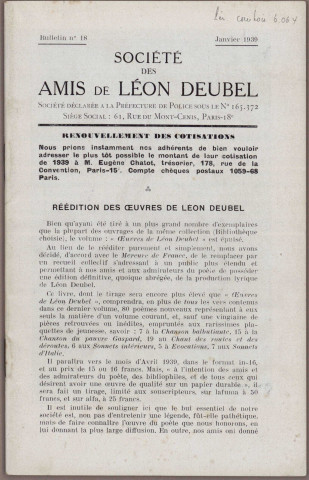 Bulletin n° 18
Janvier 1939
SOCIÉTÉ
DES
AMIS DE LÉON DEUBEL
SOCIÉTÉ DÉCLARÉE A LA PRÉFECTURE DE POLICE SOUS LE N° 163.372
SIÈGE SOCIAL : 61, RUE DU MONT-CENIS, PARIS-18e
RENOUVELLEMENT DES COTISATIONS
Nous prions instamment nos adhérents de bien vouloir
adresser le plus tôt possible le montant de leur cotisation
de 1939 à M. Eugène Chatot, trésorier, 178, rue de la
Convention, Paris-15e. Compte chèques postaux 1059-68
Paris.
RÉÉDITION DES ŒUVRES DE LÉON DEUBEL
Bien qu'ayant été tiré à un plus grand nombre d'exemplaires
que la plupart des ouvrages de la même collection (Bibliothèque
choisie), le volume : « Œuvres de Léon Deubel » est épuisé.
Au lieu de le rééditer purement et simplement, nous avons
décidé, d'accord avec le Mercure de France, de le remplacer par
un recueil collectif s'adressant à un public plus étendu et
permettant à nos amis et aux admirateurs du poète de posséder
une édition définitive, quoique abrégée, de la production lyrique
de Léon Deubel.
Ce livre, dont le tirage sera encore plus élevé que « Œuvres
de Léon Deubel », comprendra, en plus de tous les vers contenus
dans ce dernier volume, 80 poèmes nouveaux représentant à eux
seuls la matière d'un volume courant, et, sauf une vingtaine de
pièces retrouvées ou inédites, empruntés aux rarissimes pla-
quettes de jeunesse, savoir : 7 à la Chanson balbutiante, 15 à la
Chanson du pauvre Gaspard, 19 au Chant des routes et des
déroutes, 6 aux Sonnets intérieurs, 5 à Evocations, 7 aux Sonnets
d'Italie.
Il paraîtra vers le mois d'Avril 1939, dans le format in-16,
et au prix de 15 ou 16 francs. Mais, « à l'intention des amis et
des admirateurs du poète, des bibliophiles, et de tous ceux qui
désirent avoir une œuvre de qualité sur un papier durable », il
sera fait un tirage, limité aux souscripteurs, sur lafuma à 50
francs, et sur alfa, à 25 francs.
Il est inutile de souligner ici que le but essentiel de notre
société est, non pas d'entretenir une légende, fût-elle pathétique,
mais de faire connaître l'œuvre du poète que nous honorons, en
lui donnant la plus large diffusion. En outre, nos amis ont donné